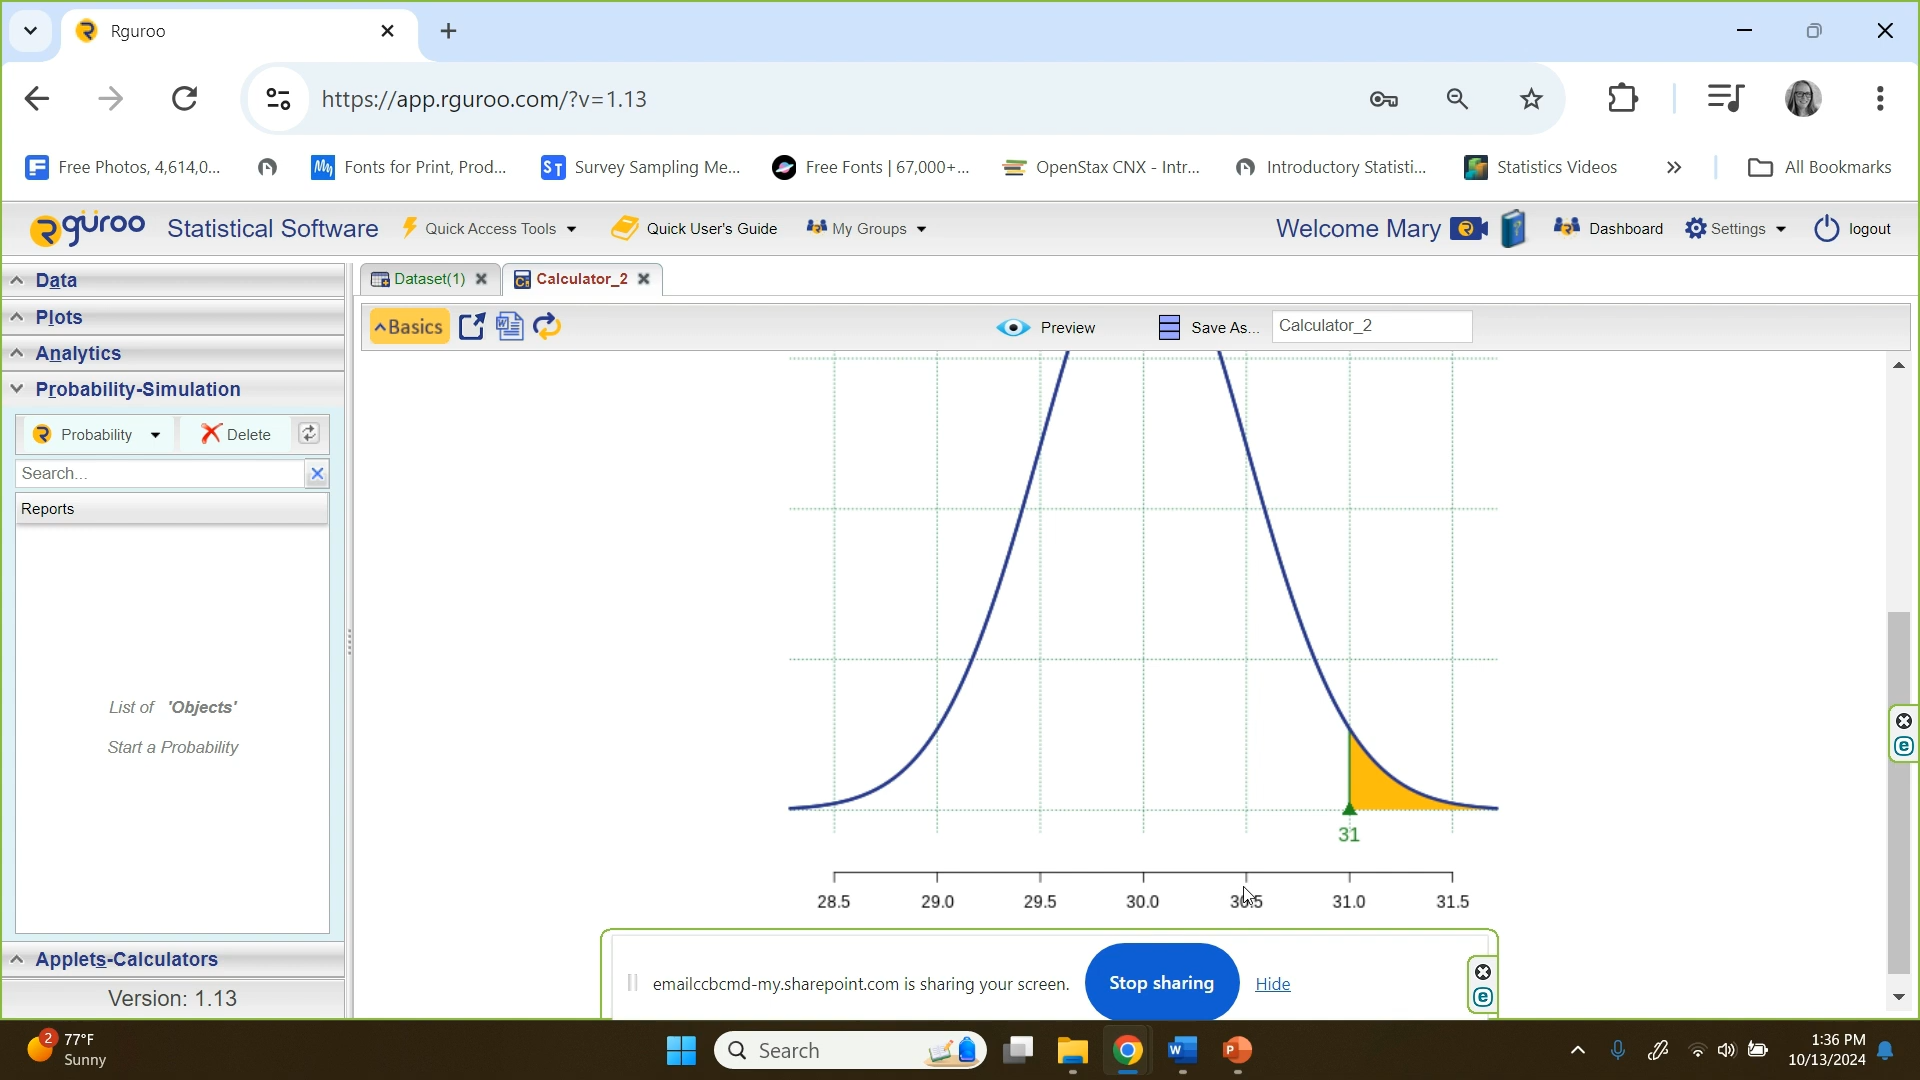 Rguroo
https://app.rguroo.com/?v=1.13
Free Photos, 4,614,0...
Fonts for Print, Prod...
Survey Sampling Me...
Free Fonts | 67,000+...
OpenStax CNX - Intr...
Introductory Statisti...
Statistics Videos
All Bookmarks
Rguroo Statistical Software
Quick Access Tools
Quick User's Guide
My Groups
Welcome Mary
Dashboard
Settings
logout
Data
Plots
Analytics
Probability-Simulation
Probability
Delete
Search...
Reports
List of 'Objects'
Start a Probability
Applets-Calculators
Version: 1.13
Dataset(1)
Calculator_2
Basics
Preview
Save As...
Calculator_2
31
28.5 29.0 29.5 30.0 30.5 31.0 31.5
emailccbcmd-my.sharepoint.com is sharing your screen.
Stop sharing
Hide
2
77°F
Sunny
Search
1:36 PM
10/13/2024